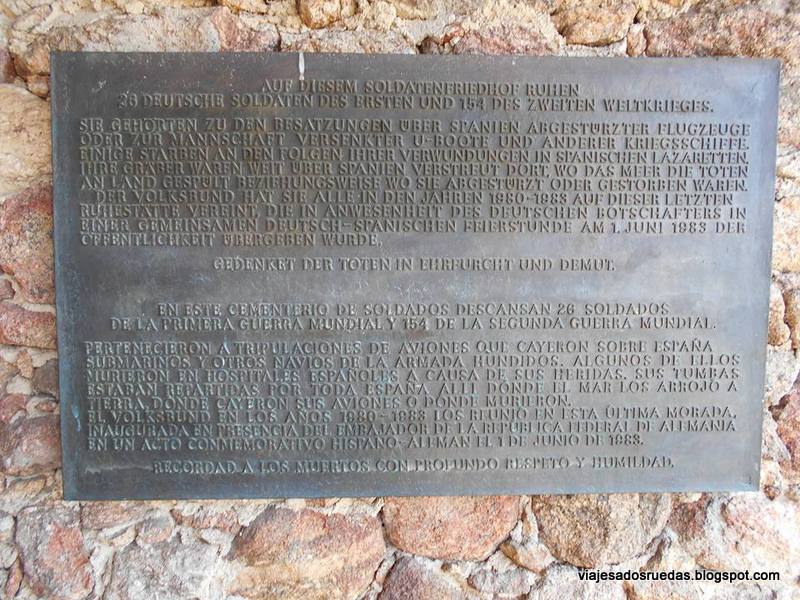 AUF DIESEM SOLDATENFRIEDHOF RUHEN
26 DEUTSCHE SOLDATEN DES ERSTEN UND 154 DES ZWEITEN WELTKRIEGES.
SIE GEHÖRTEN ZU DEN BESATZUNGEN ÜBER SPANIEN ABGESTÜRZTER FLUGZEUGE
ODER ZUR MANNSCHAFT VERSENKTER U-BOOTE UND ANDERER KRIEGSSCHIFFE.
EINIGE STARBEN AN DEN FOLGEN IHRER VERWUNDUNGEN IN SPANISCHEN LAZARETTEN.
IHRE GRÄBER WAREN WEIT ÜBER SPANIEN VERSTREUT DORT, WO DAS MEER DIE TOTEN
AN LAND GESPÜLT BEZIEHUNGSWEISE WO SIE ABGESTÜRZT ODER GESTORBEN WAREN.
DER VOLKSBUND HAT SIE ALLE IN DEN JAHREN 1980-1983 AUF DIESER LETZTEN
RUHESTÄTTE VEREINT, DIE IN ANWESENHEIT DES DEUTSCHEN BOTSCHAFTERS IN
EINER GEMEINSAMEN DEUTSCH-SPANISCHEN FEIERSTUNDE AM 1. JUNI 1983 DER
ÖFFENTLICHKEIT ÜBERGEBEN WURDE.
GEDENKET DER TOTEN IN EHRFURCHT UND DEMUT.
EN ESTE CEMENTERIO DE SOLDADOS DESCANSAN 26 SOLDADOS
DE LA PRIMERA GUERRA MUNDIAL Y 154 DE LA SEGUNDA GUERRA MUNDIAL.
PERTENECIERON A TRIPULACIONES DE AVIONES QUE CAYERON SOBRE ESPAÑA
SUBMARINOS Y OTROS NAVIOS DE LA ARMADA HUNDIDOS. ALGUNOS DE ELLOS
MURIERON EN HOSPITALES ESPAÑOLES A CAUSA DE SUS HERIDAS. SUS TUMBAS
ESTABAN REPARTIDAS POR TODA ESPAÑA, ALLI DÓNDE EL MAR LOS ARROJÓ A
TIERRA, DONDE CAYERON SUS AVIONES O DÓNDE MURIERON.
EL VOLKSBUND EN LOS AÑOS 1980-1983 LOS REUNIÓ EN ESTA ÚLTIMA MORADA,
INAUGURADA EN PRESENCIA DEL EMBAJADOR DE LA REPÚBLICA FEDERAL DE ALEMANIA
EN UN ACTO CONMEMORATIVO HISPANO-ALEMÁN EL 1 DE JUNIO DE 1983.
RECORDAD A LOS MUERTOS CON PROFUNDO RESPETO Y HUMILDAD.
viajesadosruedas.blogspot.com